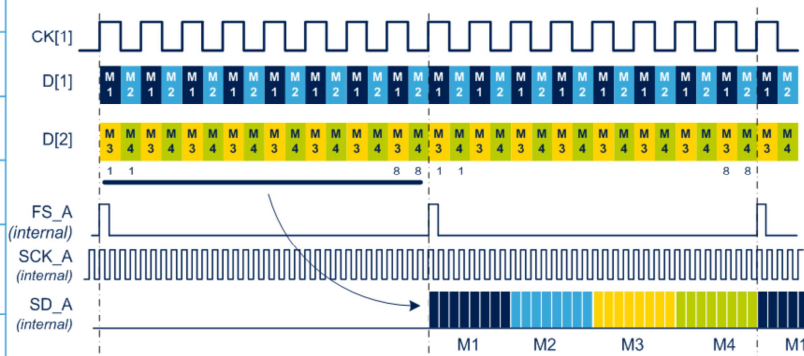 CK[1]
M M M M M M M M M M M M M M M M M M M M M M M M M M M M M M M M M M
D[1]
1 2 1 2 1 2 1 2 1 2 1 2 1 2 1 2 1 2 1 2 1 2 1 2 1 2 1 2 1 2 1 2 1 2
M M M M M M M M M M M M M M M M M M M M M M M M M M M M M M M M M M
D[2]
3 4 3 4 3 4 3 4 3 4 3 4 3 4 3 4 3 4 3 4 3 4 3 4 3 4 3 4 3 4 3 4 3 4
1 1 8 8 1 1 8 8
FS_A
(internal)
SCK_A
(internal)
SD_A
(internal)
M1 M2 M3 M4 M1